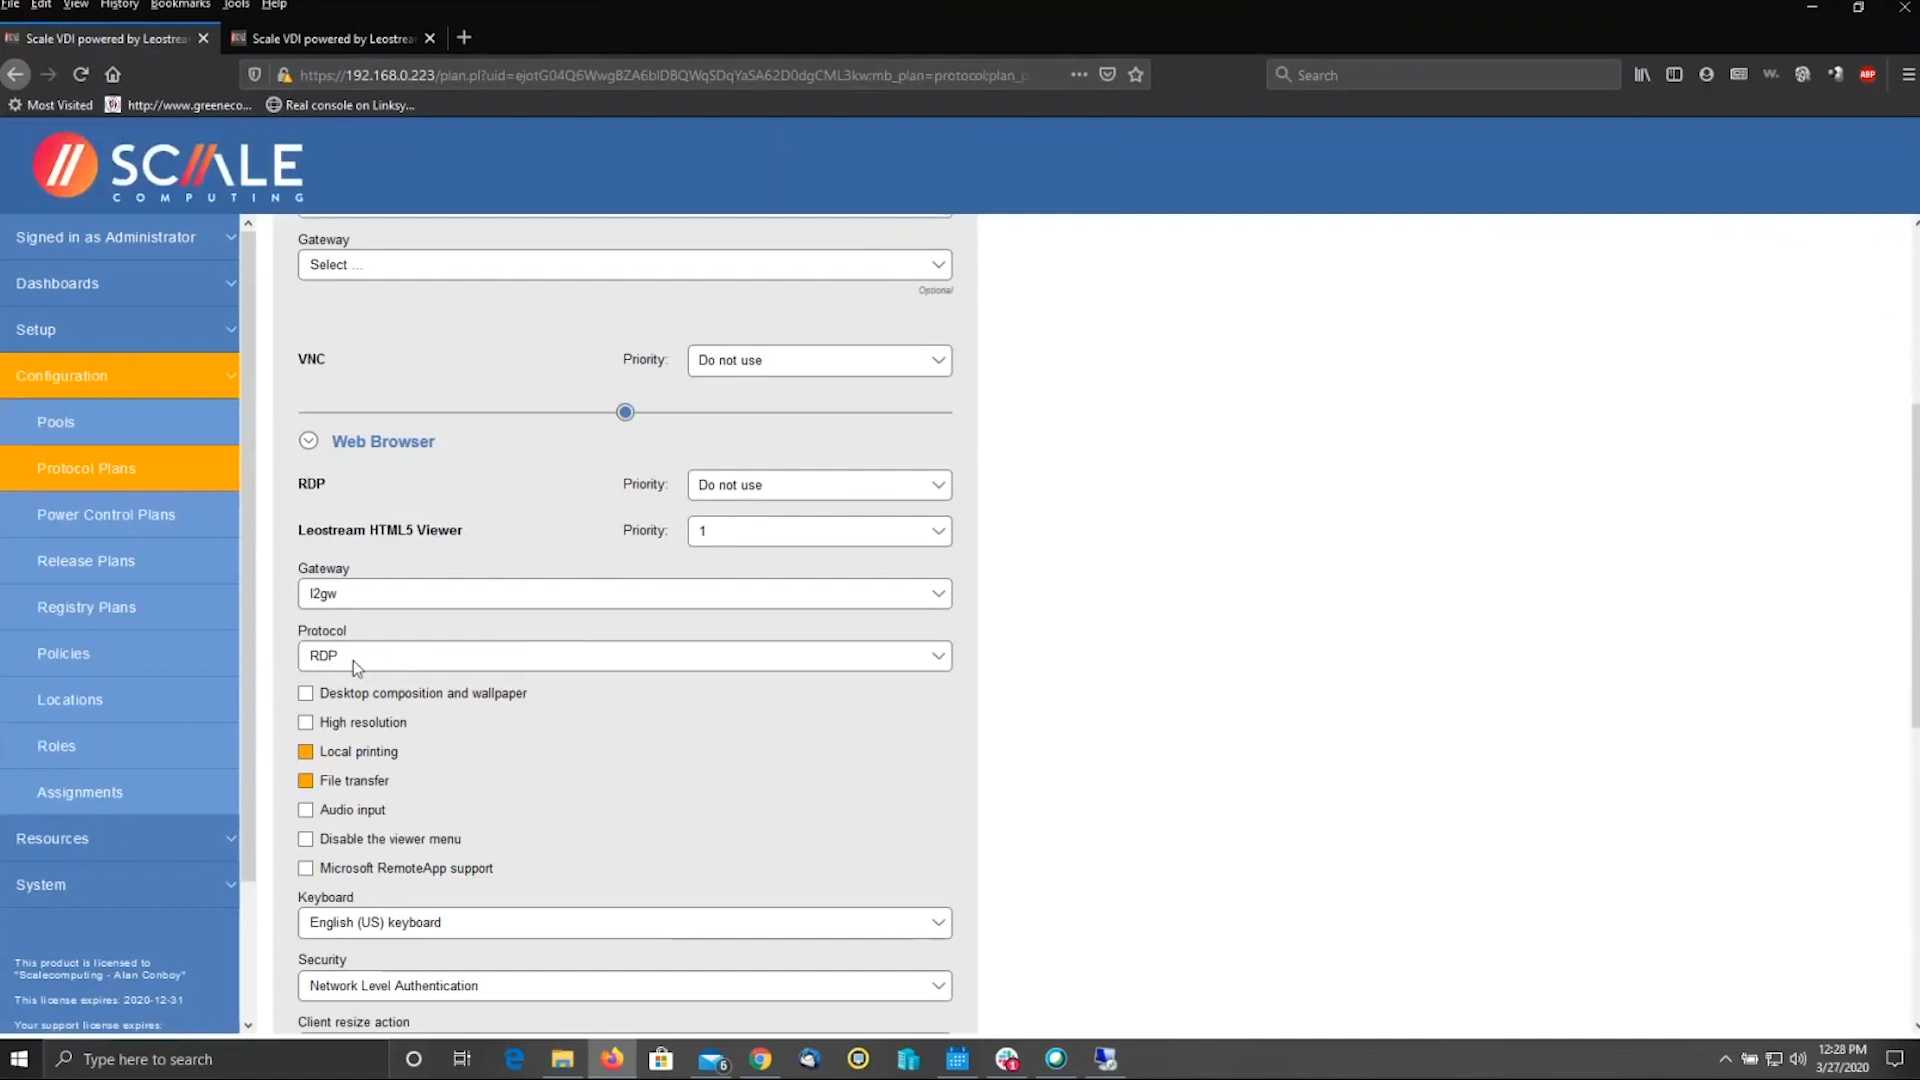 File Edit View History Bookmarks Tools Help
Scale VDI powered by Leostrea
Scale VDI powered by Leostrea
https://192.168.0.223/plan.pl?uid=
mb_plan=protocol;plan_p
Search
ABP
Most Visited
http://www.greeneco...
Real console on Linksy...
SCALE
COMPUTING
Signed in as Administrator
Dashboards
Setup
Configuration
Pools
Protocol Plans
Power Control Plans
Release Plans
Registry Plans
Policies
Locations
Roles
Assignments
Resources
System
This product is licensed to
"Scalecomputing - Alan Conboy"
This license expires: 2020-12-31
Your support license expires:
Gateway
Select ...
Optional
VNC Priority: Do not use
Web Browser
RDP Priority: Do not use
Leostream HTML5 Viewer Priority: 1
Gateway
l2gw
Protocol
RDP
Desktop composition and wallpaper
High resolution
Local printing
File transfer
Audio input
Disable the viewer menu
Microsoft RemoteApp support
Keyboard
English (US) keyboard
Security
Network Level Authentication
Client resize action
Type here to search
6
1
12:28 PM
3/27/2020